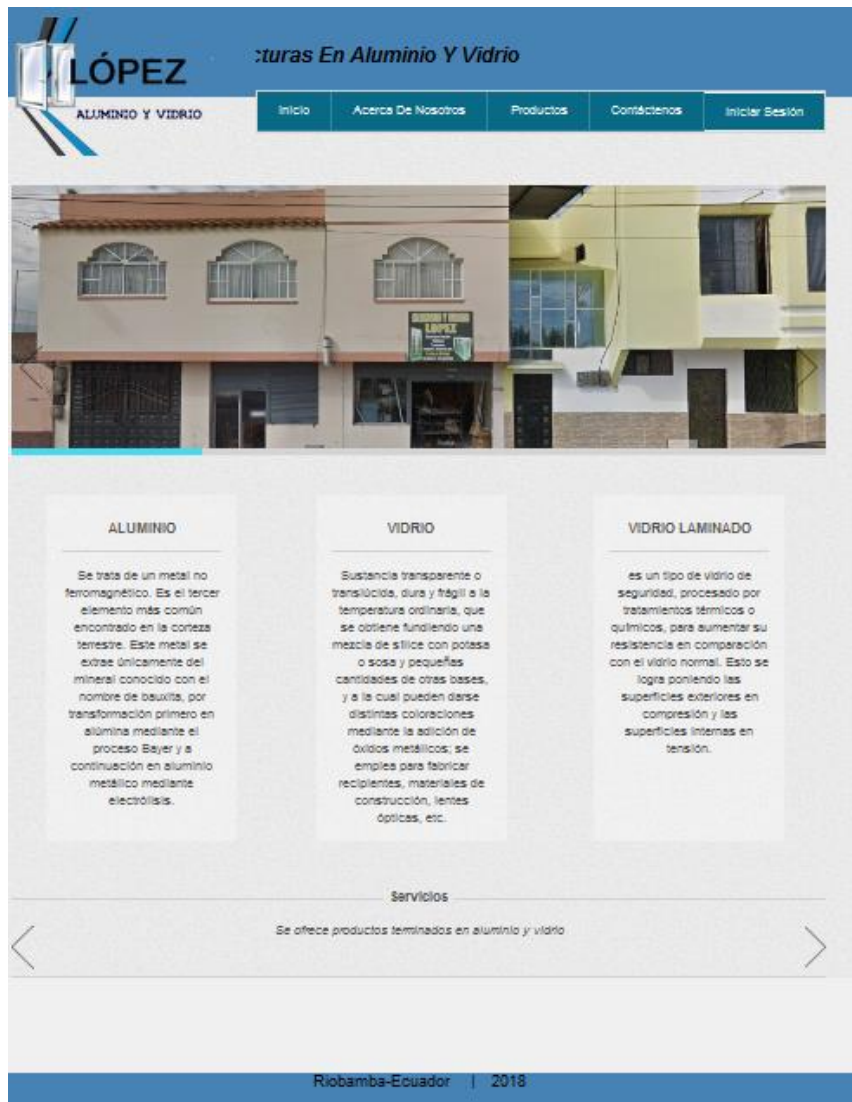 LÓPEZ
ALUMINIO Y VIDRIO
cturas En Aluminio Y Vidrio
Inicio
Acerca De Nosotros
Productos
Contáctenos
Iniciar Sesión
LOPEZ
ALUMINIO
Se trata de un metal no
ferromagnético. Es el tercer
elemento más común
encontrado en la corteza
terrestre. Este metal se
extrae únicamente del
mineral conocido con el
nombre de bauxita, por
transformación primero en
alúmina mediante el
proceso Bayer y a
continuación en aluminio
metálico mediante
electrólisis.
VIDRIO
Sustancia transparente o
translúcida, dura y frágil a la
temperatura ordinaria, que
se obtiene fundiendo una
mezcla de sílice con potasa
o sosa y pequeñas
cantidades de otras bases,
y a la cual pueden darse
distintas coloraciones
mediante la adición de
óxidos metálicos; se
emplea para fabricar
recipientes, materiales de
construcción, lentes
ópticas, etc.
VIDRIO LAMINADO
es un tipo de vidrio de
seguridad, procesado por
tratamientos térmicos o
químicos, para aumentar su
resistencia en comparación
con el vidrio normal. Esto se
logra poniendo las
superficies exteriores en
compresión y las
superficies internas en
tensión.
Servicios
Se ofrece productos terminados en aluminio y vidrio
Riobamba-Ecuador | 2018